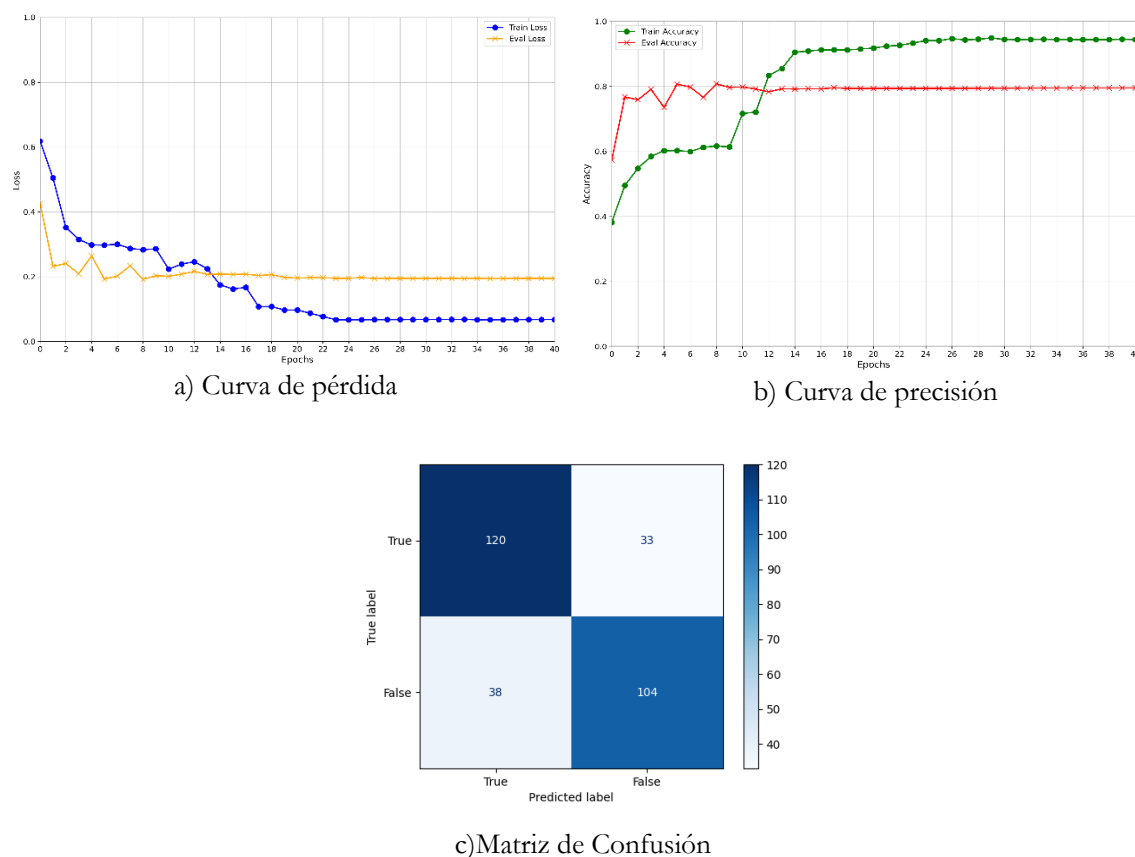 1.0
0.8
0.6
0.4
0.2
0.0
Loss
Train Loss
Eval Loss
0 2 4 6 8 10 12 14 16 18 20 22 24 26 28 30 32 34 36 38 40
Epochs
a) Curva de pérdida
1.0
0.8
0.6
0.4
0.2
0.0
Accuracy
Train Accuracy
Eval Accuracy
0 2 4 6 8 10 12 14 16 18 20 22 24 26 28 30 32 34 36 38
Epochs
b) Curva de precisión
True label
True
False
120 33
38 104
True False
Predicted label
120
110
100
90
80
70
60
50
40
c)Matriz de Confusión